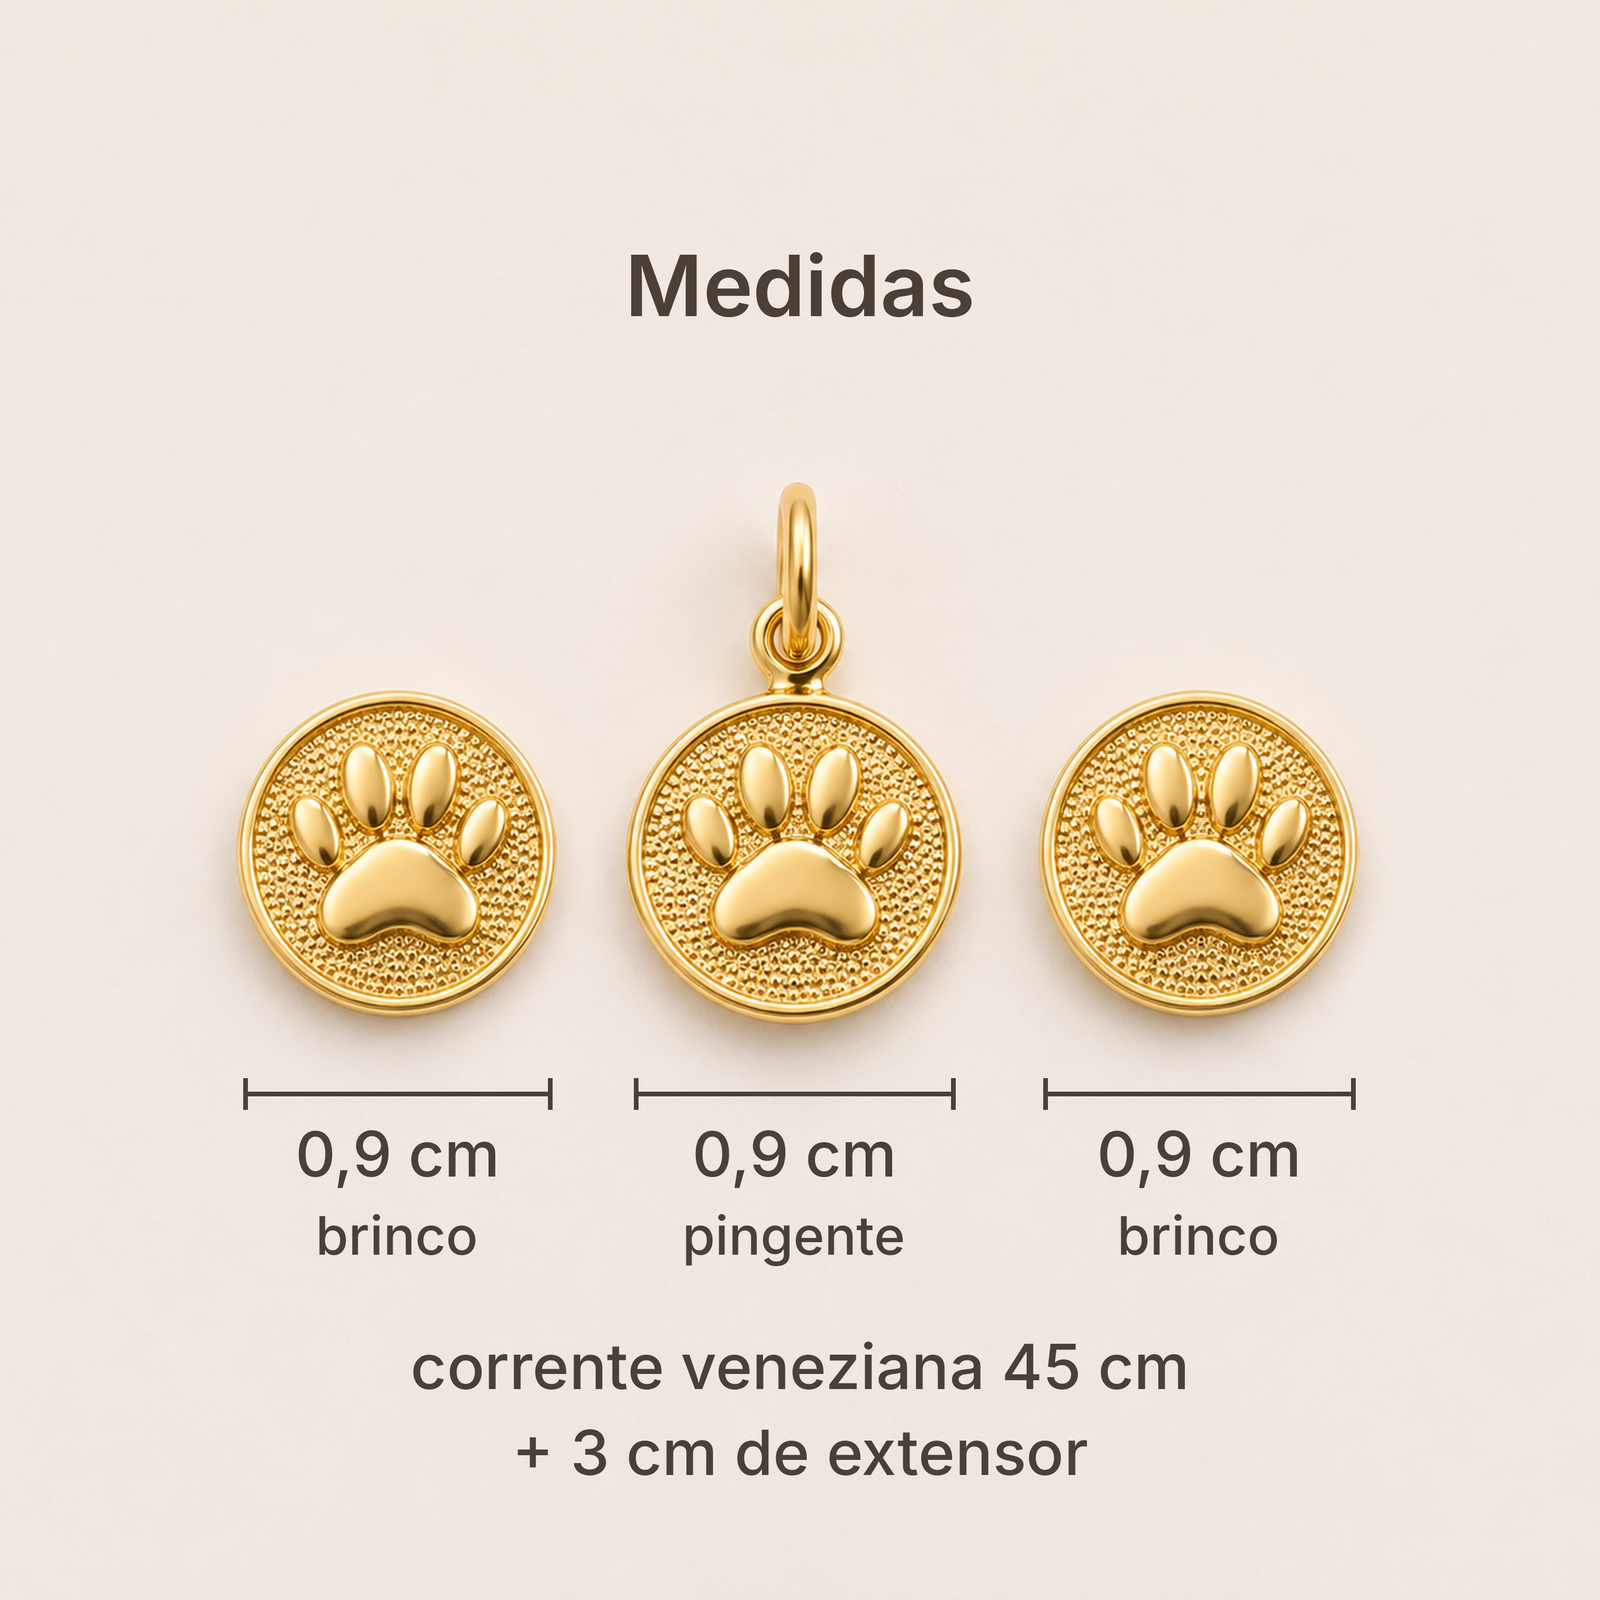 Medidas
0,9 cm
0,9 cm
0,9 cm
brinco
pingente
brinco
corrente veneziana 45 cm
+ 3 cm de extensor